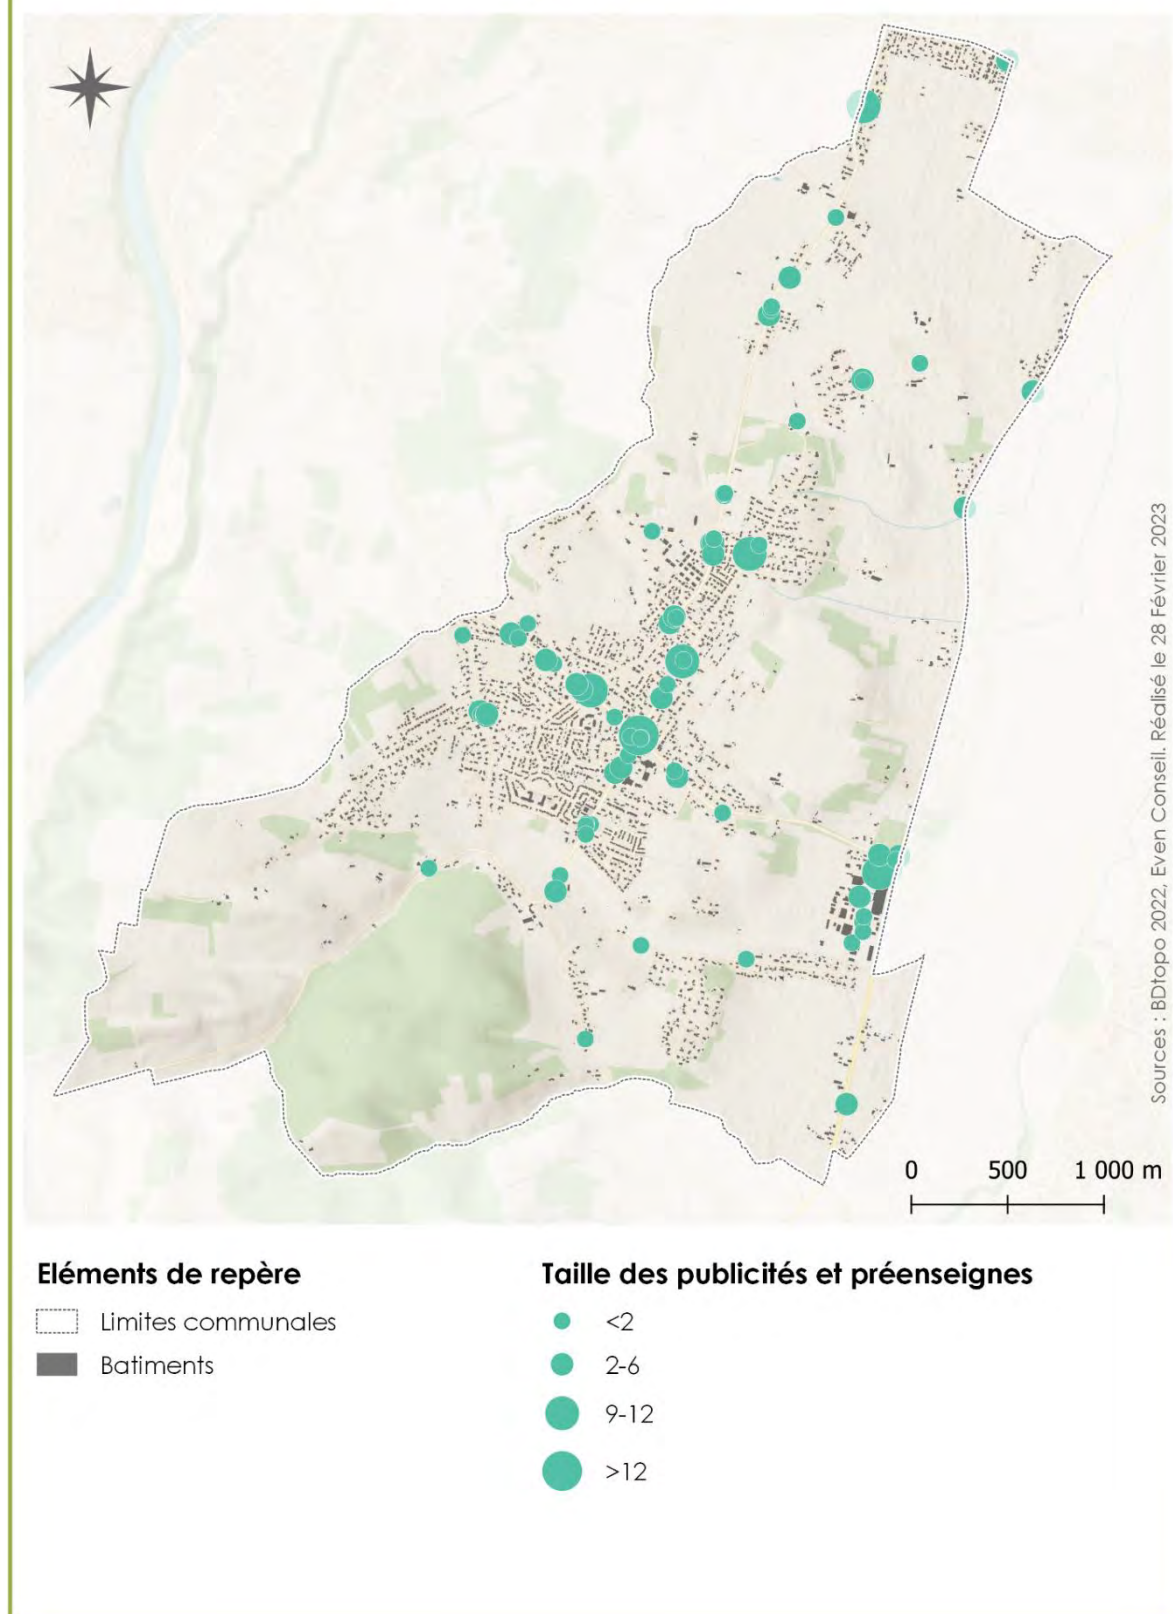 Sources : BDtopo 2022, Even Conseil. Réalisé le 28 Février 2023
0 500 1 000 m
Eléments de repère
Limites communales
Batiments
Taille des publicités et préenseignes
<2
2-6
9-12
>12